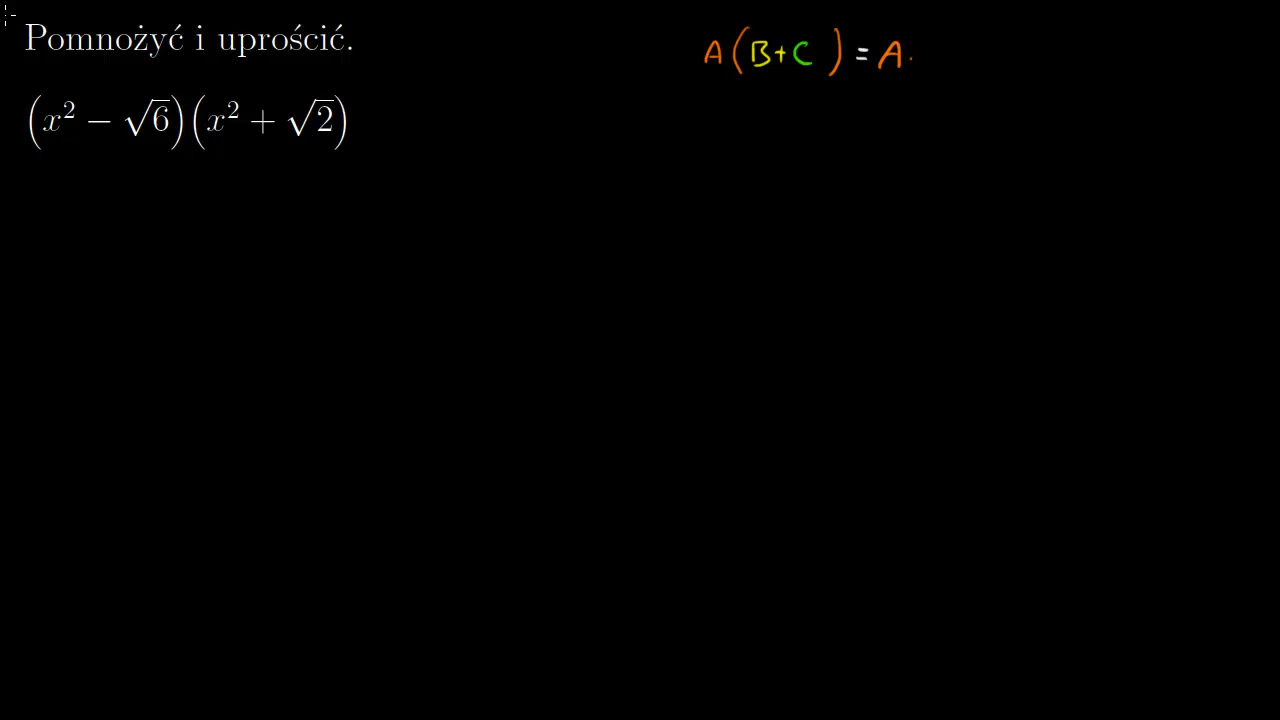 Pomnożyć i uprościć.
A(B+C) = A.
(x² − √6)(x² + √2)